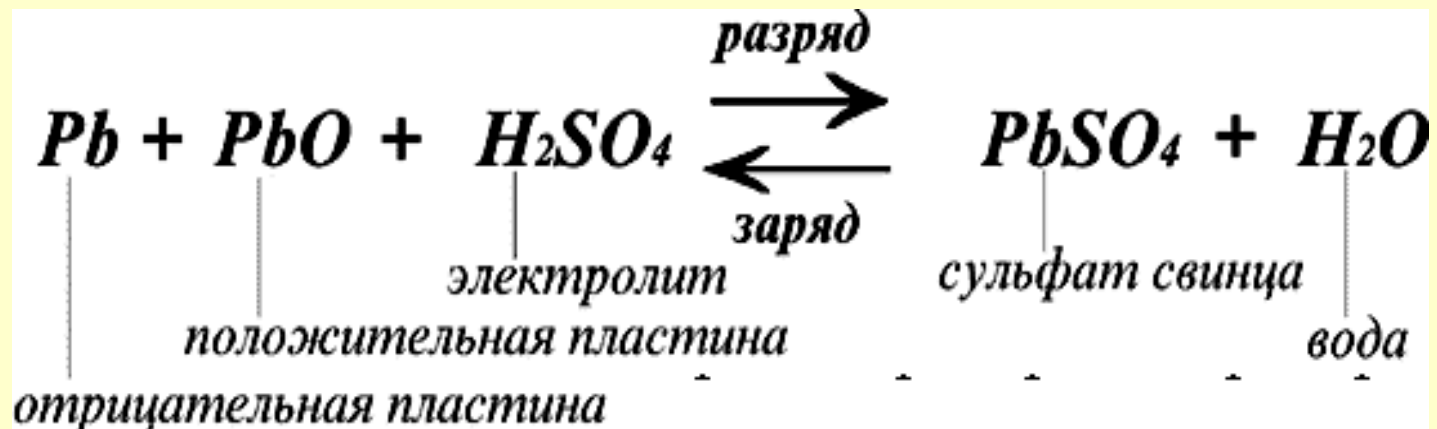 разряд
Pb + PbO + H₂SO₄ PbSO₄ + H₂O
заряд
электролит
сульфат свинца
положительная пластина
вода
отрицательная пластина